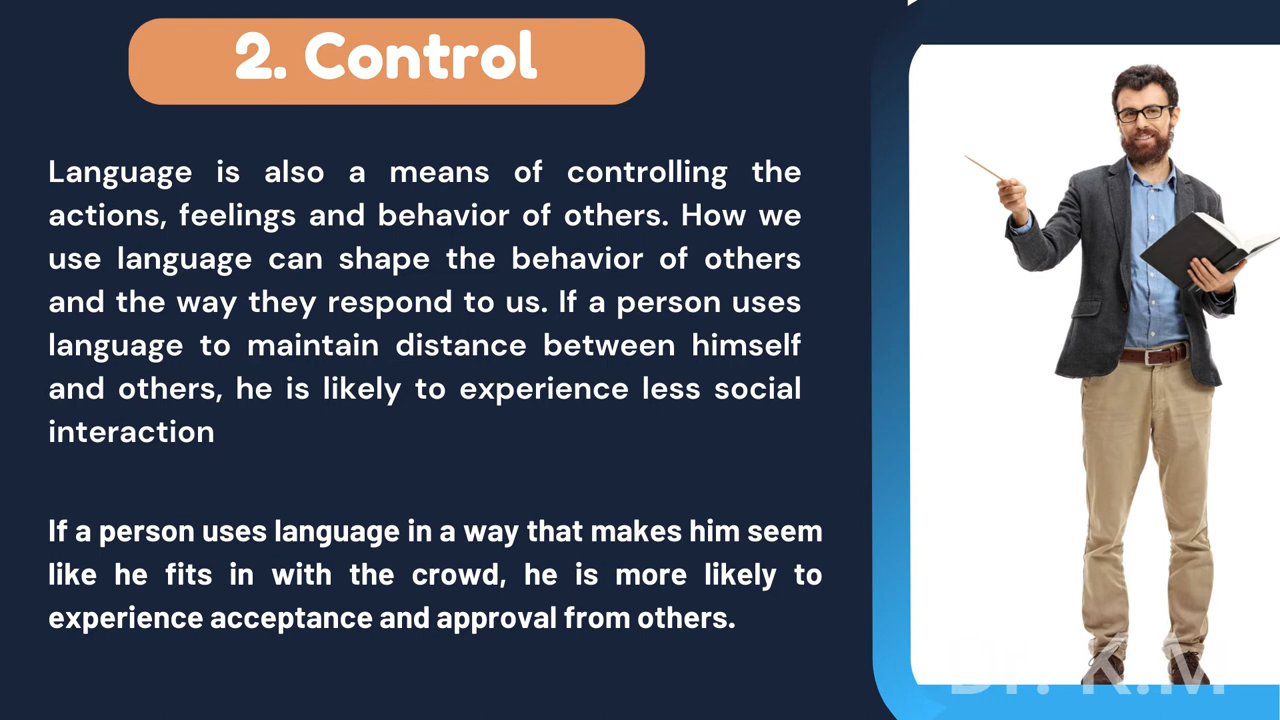 2. Control
Language is also a means of controlling the
actions, feelings and behavior of others. How we
use language can shape the behavior of others
and the way they respond to us. If a person uses
language to maintain distance between himself
and others, he is likely to experience less social
interaction
If a person uses language in a way that makes him seem
like he fits in with the crowd, he is more likely to
experience acceptance and approval from others.
Dr. K.M